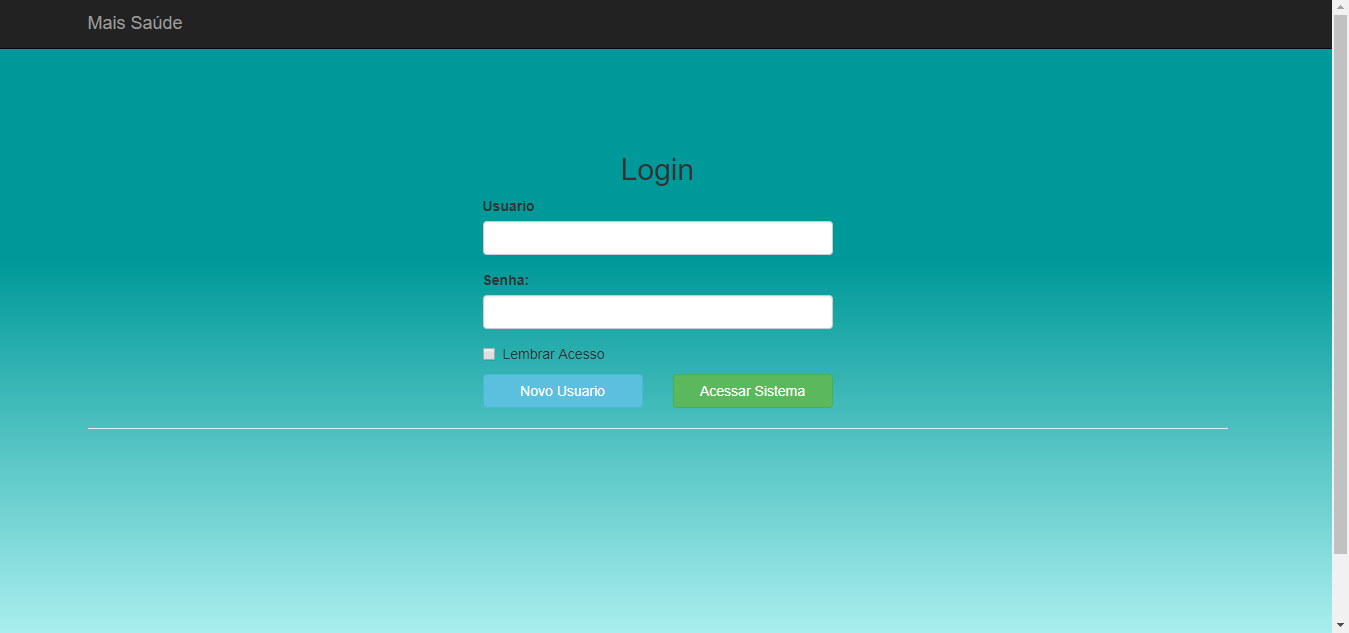 Mais Saúde
Login
Usuario
Senha:
Lembrar Acesso
Novo Usuario
Acessar Sistema